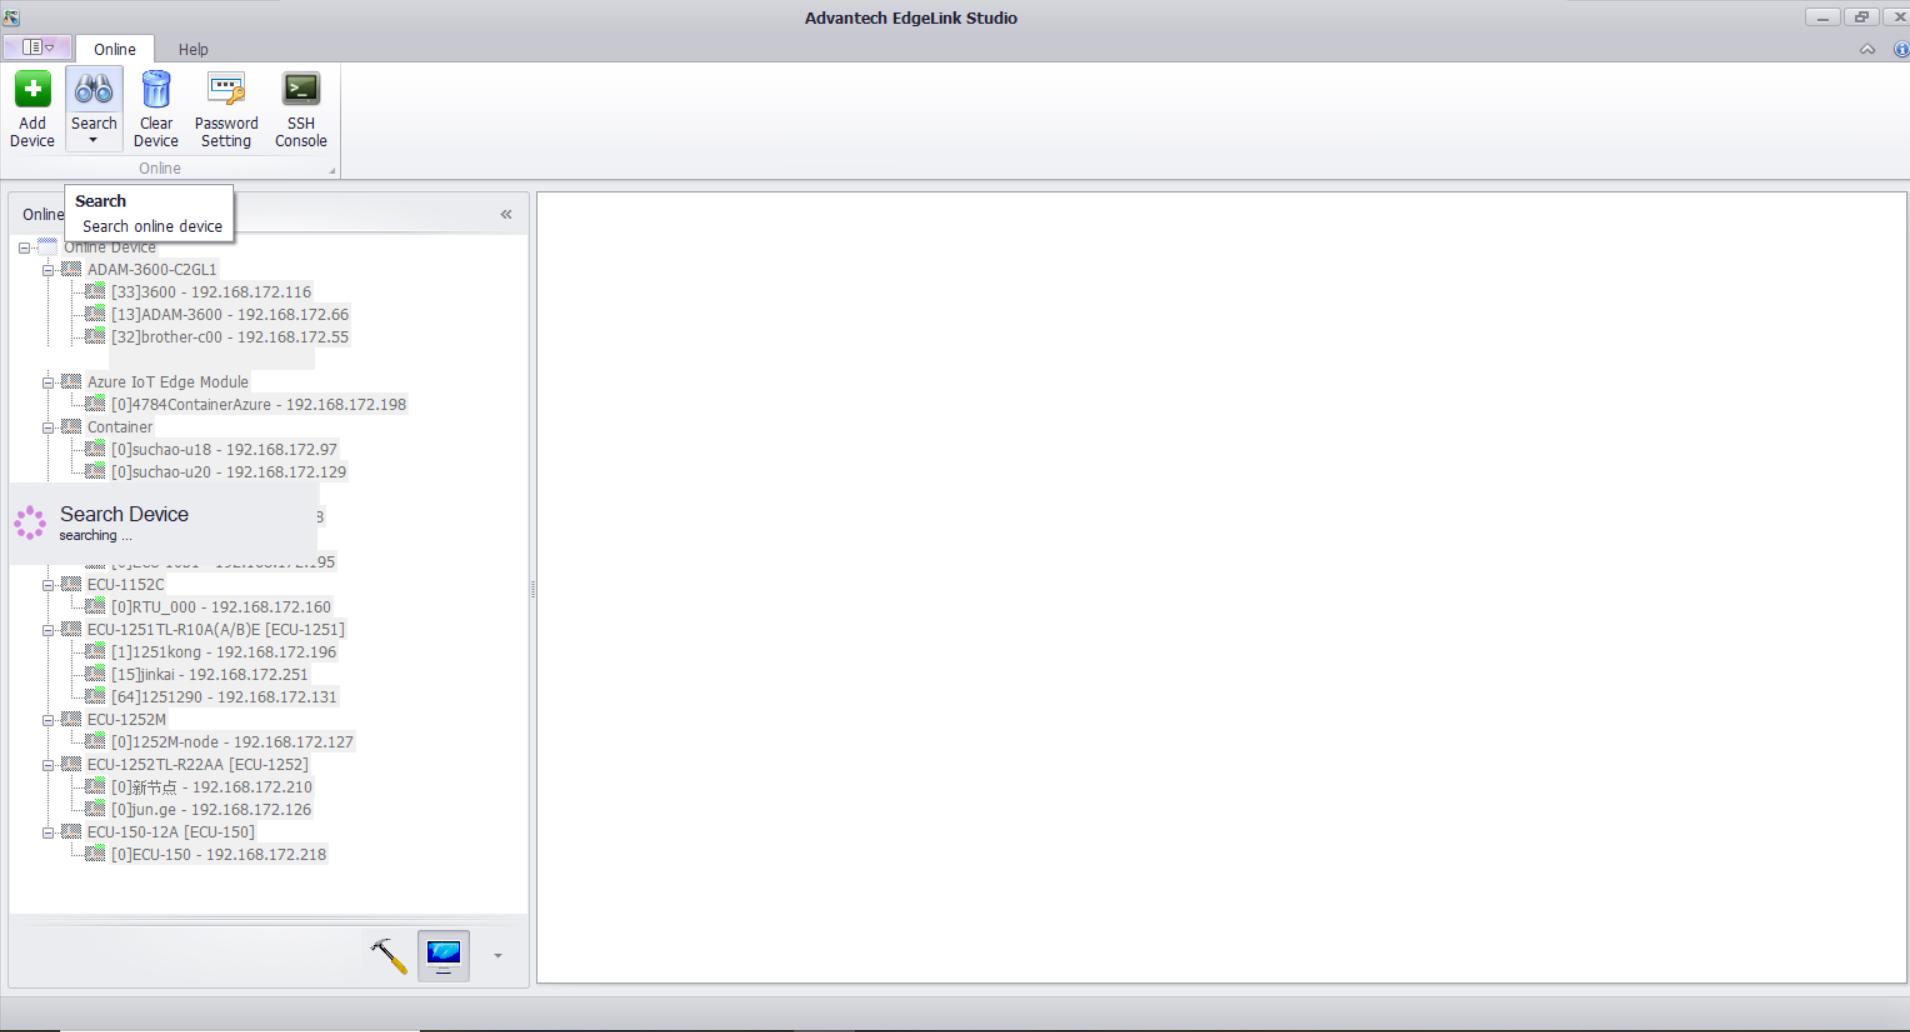 Advantech EdgeLink Studio
Online Help
Add Device
Search
Clear Device
Password Setting
SSH Console
Online
Search
Search online device
Online
Online Device
ADAM-3600-C2GL1
[33]3600 - 192.168.172.116
[13]ADAM-3600 - 192.168.172.66
[32]brother-c00 - 192.168.172.55
Azure IoT Edge Module
[0]4784ContainerAzure - 192.168.172.198
Container
[0]suchao-u18 - 192.168.172.97
[0]suchao-u20 - 192.168.172.129
Search Device
8
searching ...
195
ECU-1152C
[0]RTU_000 - 192.168.172.160
ECU-1251TL-R10A(A/B)E [ECU-1251]
[1]1251kong - 192.168.172.196
[15]jinkai - 192.168.172.251
[64]1251290 - 192.168.172.131
ECU-1252M
[0]1252M-node - 192.168.172.127
ECU-1252TL-R22AA [ECU-1252]
[0]新节点 - 192.168.172.210
[0]jun.ge - 192.168.172.126
ECU-150-12A [ECU-150]
[0]ECU-150 - 192.168.172.218